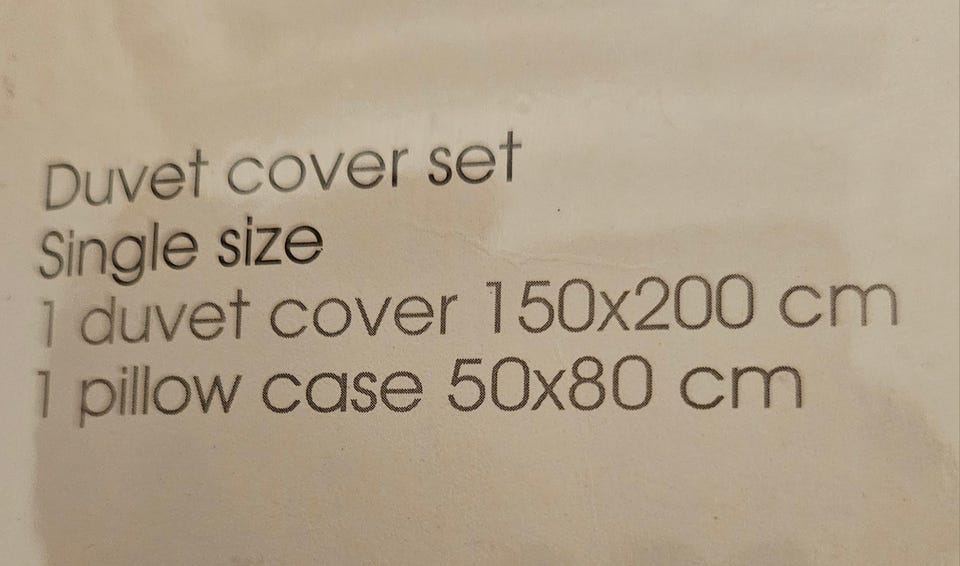 Duvet cover set
Single size
1 duvet cover 150x200 cm
1 pillow case 50x80 cm